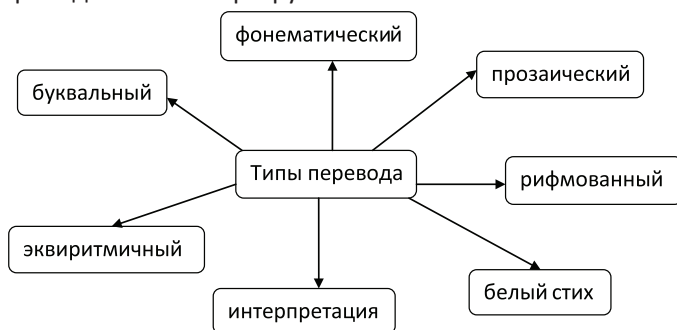 фонематический
прозаический
буквальный
Типы перевода
рифмованный
эквиритмичный
белый стих
интерпретация